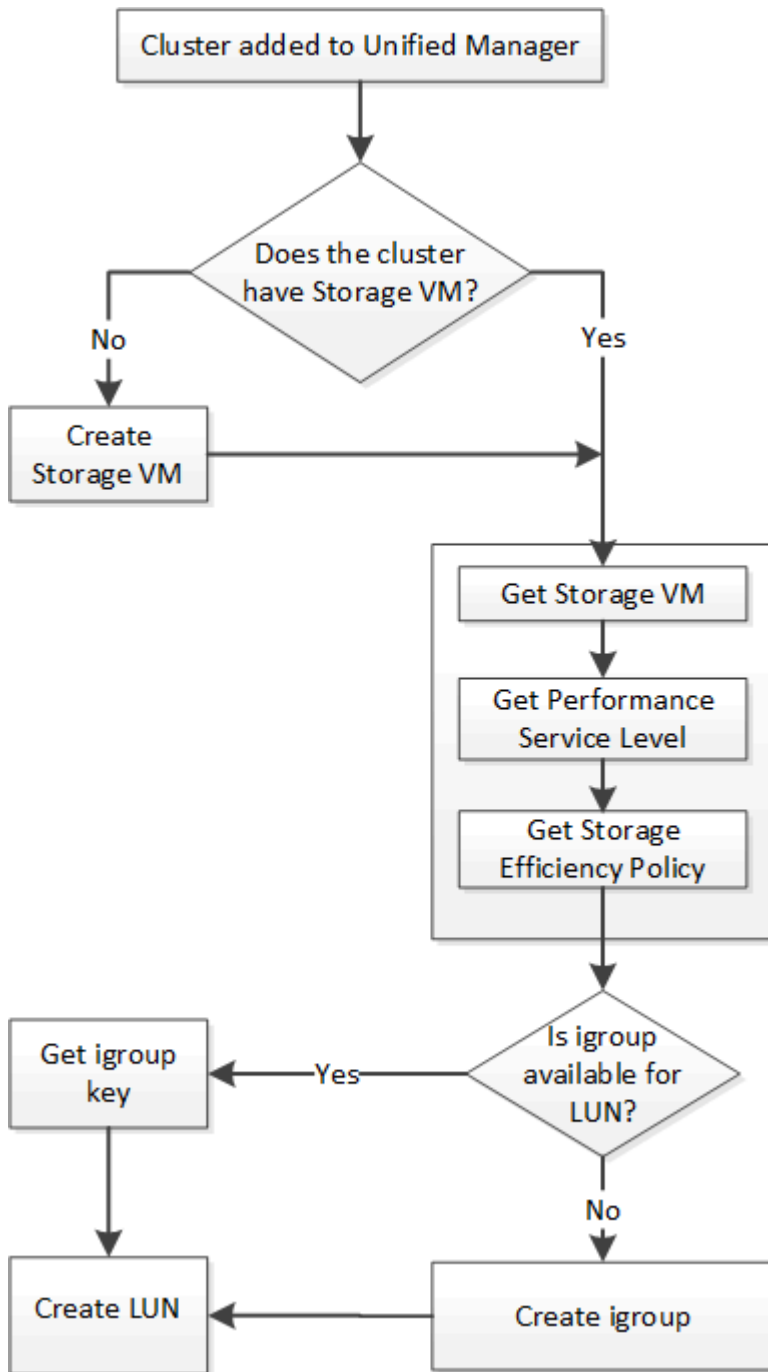 Cluster added to Unified Manager
Does the cluster
have Storage VM?
No
Yes
Create
Storage VM
Get Storage VM
Get Performance
Service Level
Get Storage
Efficiency Policy
Is igroup
available for
LUN?
Yes
Get igroup
key
No
Create LUN
Create igroup